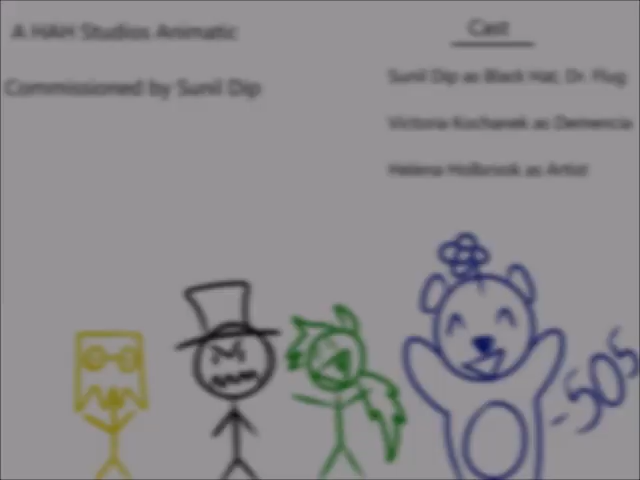 A HAH Studios Animatic
Commissioned by Sunil Dip
Cast
Sunil Dip as Black Hat, Dr. Flug
Victoria Kochanek as Demencia
Helena Holbrook as Artist
-505